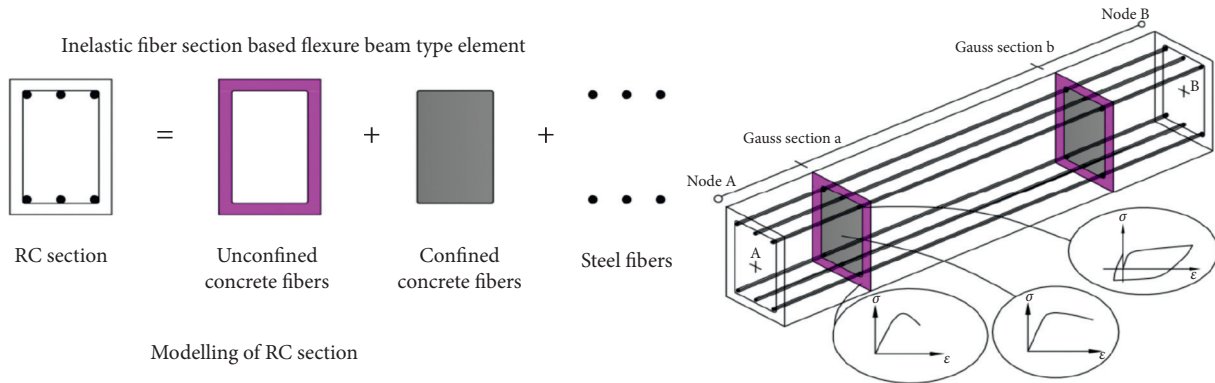 Inelastic fiber section based flexure beam type element
=
+
+
RC section
Unconfined
concrete fibers
Confined
concrete fibers
Steel fibers
Modelling of RC section
Node B
Gauss section b
B
Gauss section a
Node A
A
σ
ε
σ
ε
σ
ε